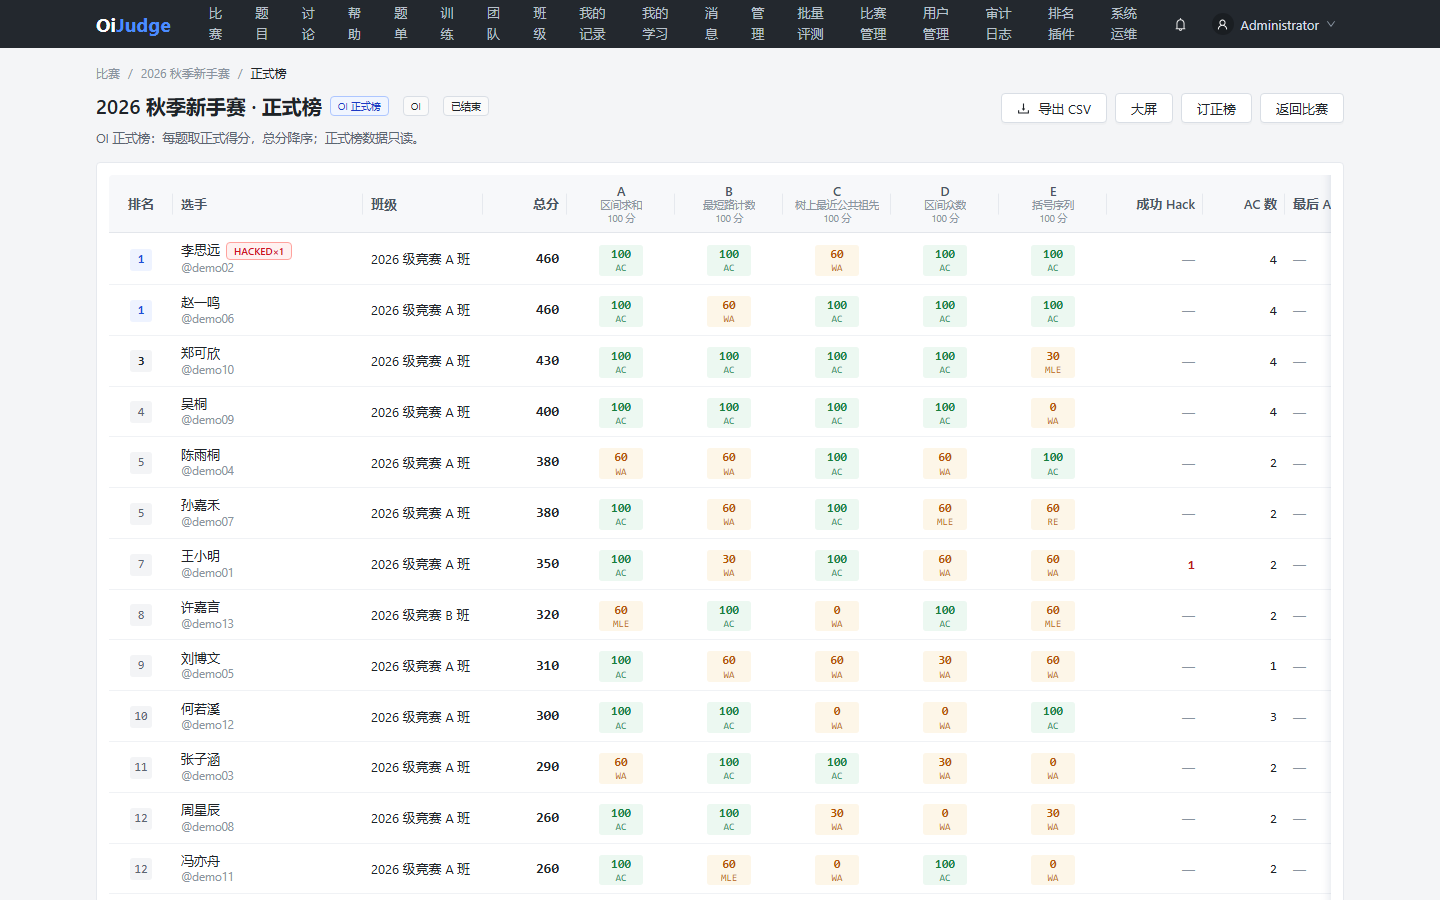 OiJudge 比赛 题目 讨论 帮助 题单 训练 团队 班级 我的记录 我的学习 消息 管理 批量评测 比赛管理 用户管理 审计日志 排名插件 系统运维 Administrator
比赛 / 2026 秋季新手赛 / 正式榜
2026 秋季新手赛 · 正式榜 OI 正式榜 OI 已结束 导出 CSV 大屏 订正榜 返回比赛
OI 正式榜：每题取正式得分，总分降序；正式榜数据只读。
排名 选手 班级 总分 A 区间求和 100 分 B 最短路计数 100 分 C 树上最近公共祖先 100 分 D 区间众数 100 分 E 括号序列 100 分 成功 Hack AC 数 最后 A
1 李思远 HACKED×1 @demo02 2026 级竞赛 A 班 460 100 AC 100 AC 60 WA 100 AC 100 AC — 4 —
1 赵一鸣 @demo06 2026 级竞赛 A 班 460 100 AC 60 WA 100 AC 100 AC 100 AC — 4 —
3 郑可欣 @demo10 2026 级竞赛 A 班 430 100 AC 100 AC 100 AC 100 AC 30 MLE — 4 —
4 吴桐 @demo09 2026 级竞赛 A 班 400 100 AC 100 AC 100 AC 100 AC 0 WA — 4 —
5 陈雨桐 @demo04 2026 级竞赛 A 班 380 60 WA 60 WA 100 AC 60 WA 100 AC — 2 —
5 孙嘉禾 @demo07 2026 级竞赛 A 班 380 100 AC 60 WA 100 AC 60 MLE 60 RE — 2 —
7 王小明 @demo01 2026 级竞赛 A 班 350 100 AC 30 WA 100 AC 60 WA 60 WA 1 2 —
8 许嘉言 @demo13 2026 级竞赛 B 班 320 60 MLE 100 AC 0 WA 100 AC 60 MLE — 2 —
9 刘博文 @demo05 2026 级竞赛 A 班 310 100 AC 60 WA 60 WA 30 WA 60 WA — 1 —
10 何若溪 @demo12 2026 级竞赛 A 班 300 100 AC 100 AC 0 WA 0 WA 100 AC — 3 —
11 张子涵 @demo03 2026 级竞赛 A 班 290 60 WA 100 AC 100 AC 30 WA 0 WA — 2 —
12 周星辰 @demo08 2026 级竞赛 A 班 260 100 AC 100 AC 30 WA 0 WA 30 WA — 2 —
12 冯亦舟 @demo11 2026 级竞赛 A 班 260 100 AC 60 MLE 0 WA 100 AC 0 WA — 2 —